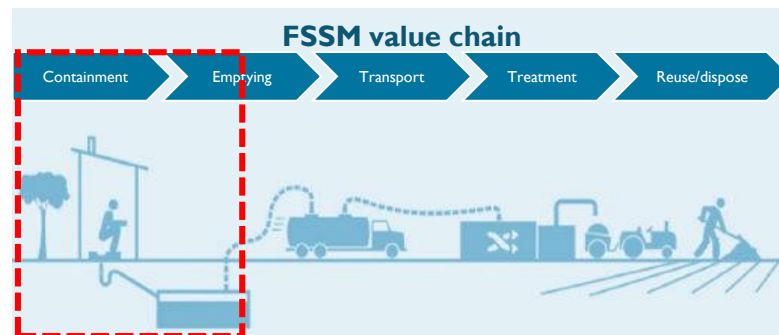 FSSM value chain
Containment Emptying Transport Treatment Reuse/dispose